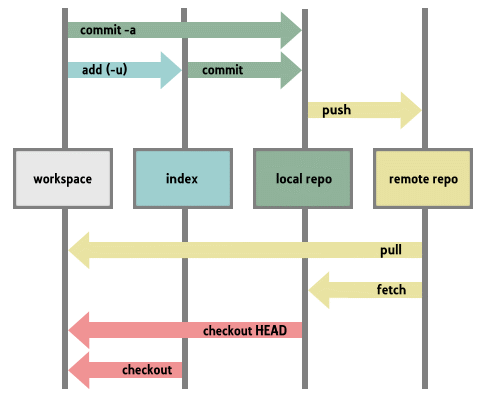 commit -a
add (-u)
commit
push
workspace
index
local repo
remote repo
pull
fetch
checkout HEAD
checkout